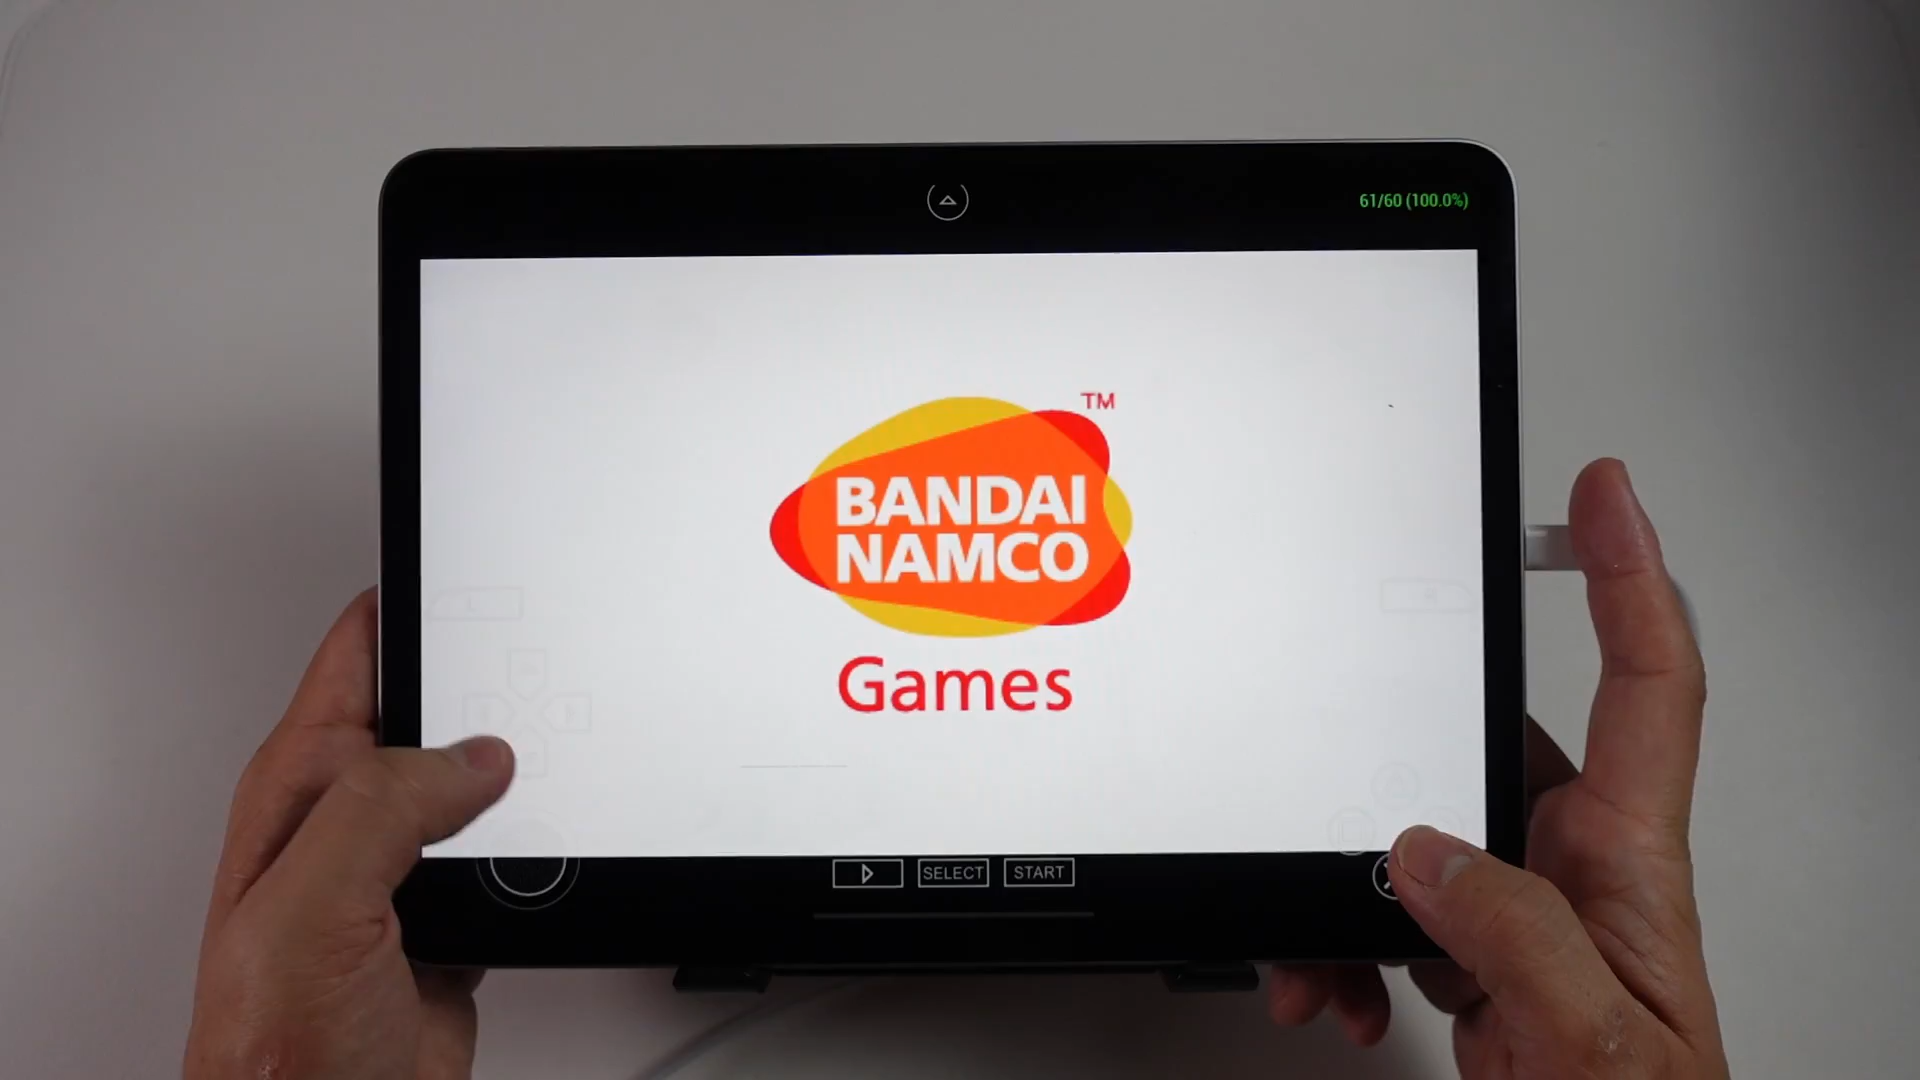 61/60 (100.0%)
TM
BANDAI
NAMCO
Games
SELECT
START